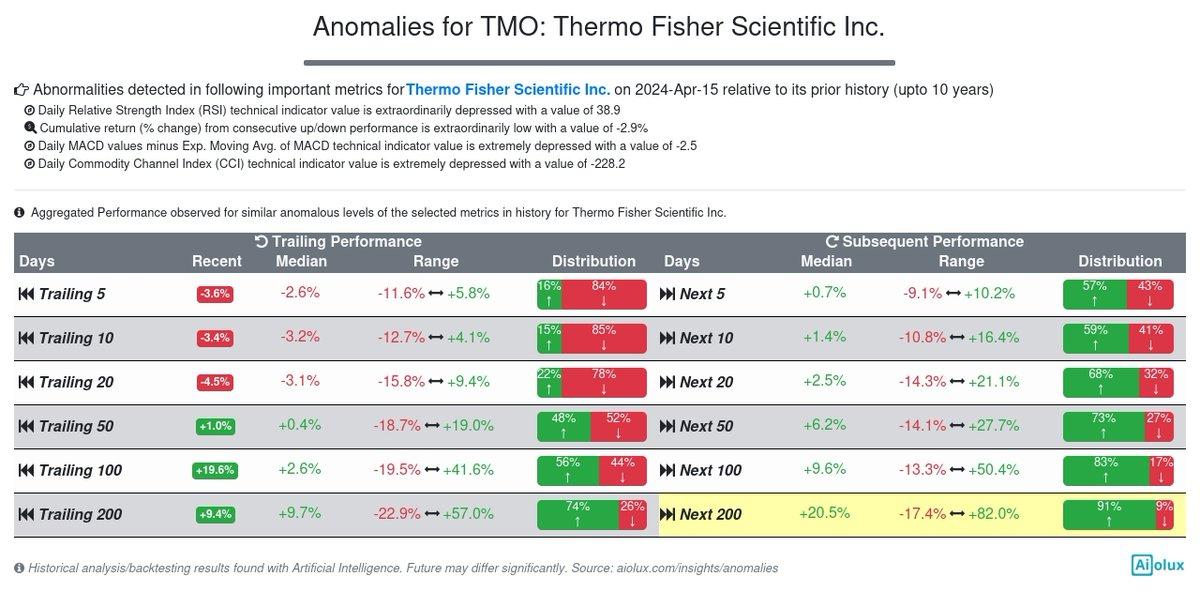 Anomalies for TMO: Thermo Fisher Scientific Inc.
Abnormalities detected in following important metrics for Thermo Fisher Scientific Inc. on 2024-Apr-15 relative to its prior history (upto 10 years)
Daily Relative Strength Index (RSI) technical indicator value is extraordinarily depressed with a value of 38.9
Cumulative return (% change) from consecutive up/down performance is extraordinarily low with a value of -2.9%
Daily MACD values minus Exp. Moving Avg. of MACD technical indicator value is extremely depressed with a value of -2.5
Daily Commodity Channel Index (CCI) technical indicator value is extremely depressed with a value of -228.2
Aggregated Performance observed for similar anomalous levels of the selected metrics in history for Thermo Fisher Scientific Inc.
Trailing Performance Subsequent Performance
Days Recent Median Range Distribution Days Median Range Distribution
Trailing 5 -3.6% -2.6% -11.6% ↔ +5.8% 16% ↑ 84% ↓ Next 5 +0.7% -9.1% ↔ +10.2% 57% ↑ 43% ↓
Trailing 10 -3.4% -3.2% -12.7% ↔ +4.1% 15% ↑ 85% ↓ Next 10 +1.4% -10.8% ↔ +16.4% 59% ↑ 41% ↓
Trailing 20 -4.5% -3.1% -15.8% ↔ +9.4% 22% ↑ 78% ↓ Next 20 +2.5% -14.3% ↔ +21.1% 68% ↑ 32% ↓
Trailing 50 +1.0% +0.4% -18.7% ↔ +19.0% 48% ↑ 52% ↓ Next 50 +6.2% -14.1% ↔ +27.7% 73% ↑ 27% ↓
Trailing 100 +19.6% +2.6% -19.5% ↔ +41.6% 56% ↑ 44% ↓ Next 100 +9.6% -13.3% ↔ +50.4% 83% ↑ 17% ↓
Trailing 200 +9.4% +9.7% -22.9% ↔ +57.0% 74% ↑ 26% ↓ Next 200 +20.5% -17.4% ↔ +82.0% 91% ↑ 9% ↓
Historical analysis/backtesting results found with Artificial Intelligence. Future may differ significantly. Source: aiolux.com/insights/anomalies
Aiolux